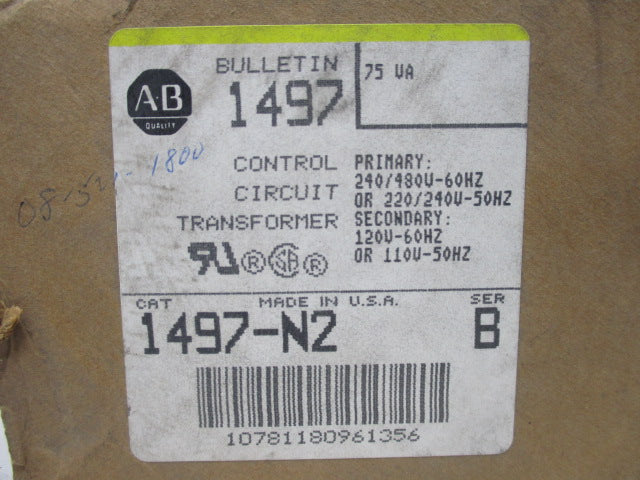 A-B
QUALITY
BULLETIN
1497
75 VA
CONTROL
CIRCUIT
TRANSFORMER
PRIMARY:
240/480V-60HZ
OR 220/240V-50HZ
SECONDARY:
120V-60HZ
OR 110V-50HZ
® SA ®
CAT
MADE IN U.S.A.
SER
1497-N2
B
10781180961356